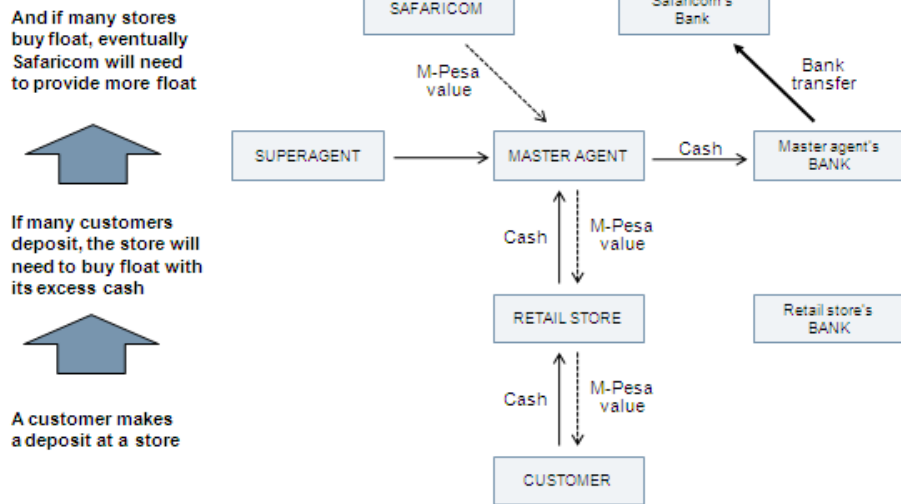 And if many stores
buy float, eventually
Safaricom will need
to provide more float
SAFARICOM
Safaricom's
Bank
M-Pesa
value
Bank
transfer
SUPERAGENT
MASTER AGENT
Cash
Master agent's
BANK
If many customers
deposit, the store will
need to buy float with
its excess cash
Cash
M-Pesa
value
RETAIL STORE
Retail store's
BANK
Cash
M-Pesa
value
A customer makes
a deposit at a store
CUSTOMER